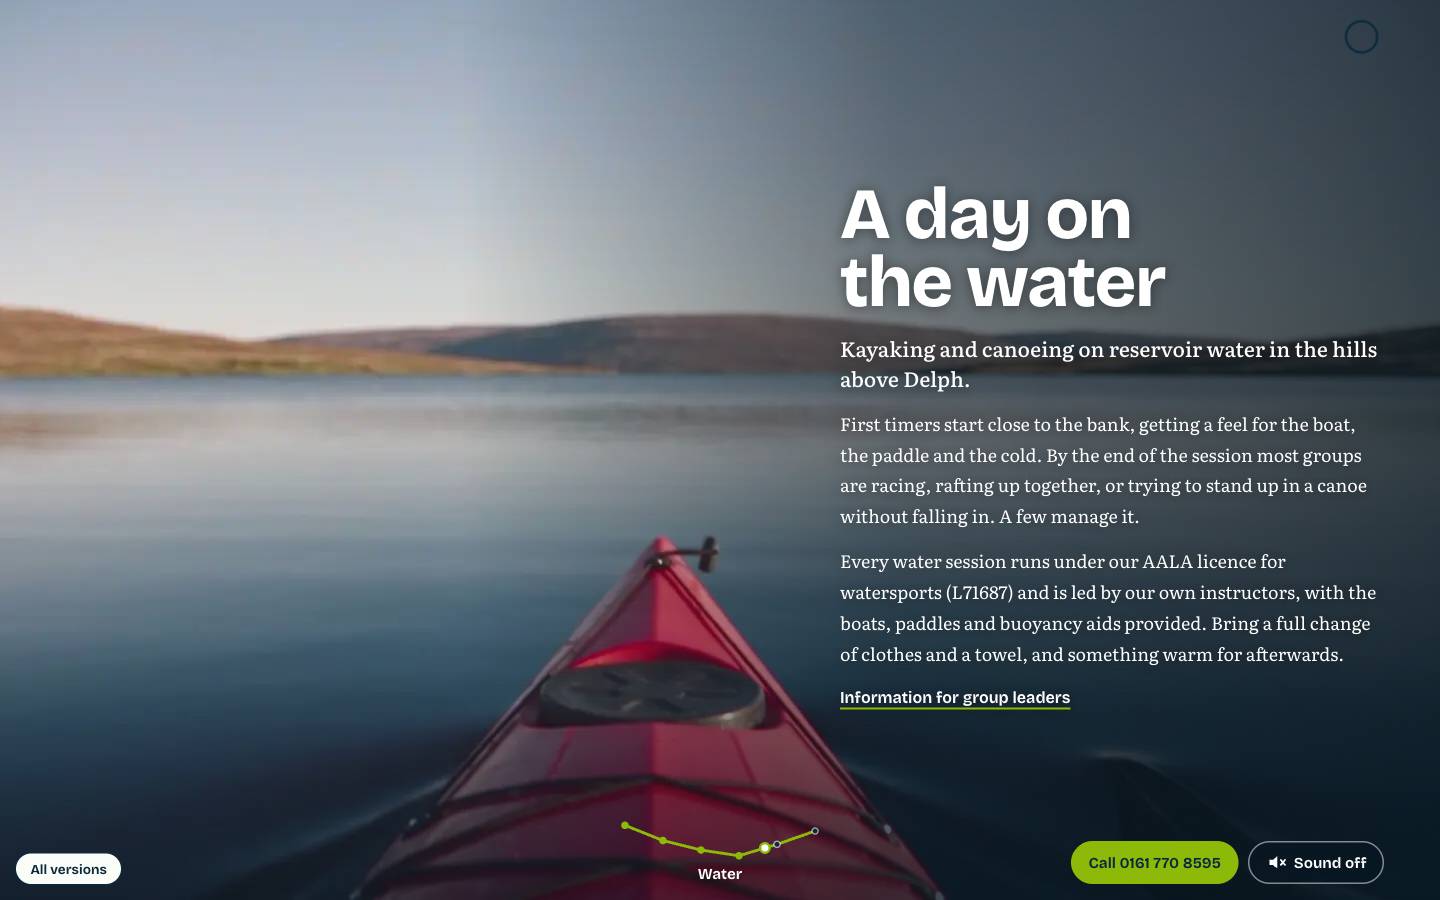 A day on
the water
Kayaking and canoeing on reservoir water in the hills
above Delph.
First timers start close to the bank, getting a feel for the boat,
the paddle and the cold. By the end of the session most groups
are racing, rafting up together, or trying to stand up in a canoe
without falling in. A few manage it.
Every water session runs under our AALA licence for
watersports (L71687) and is led by our own instructors, with the
boats, paddles and buoyancy aids provided. Bring a full change
of clothes and a towel, and something warm for afterwards.
Information for group leaders
All versions
Water
Call 0161 770 8595
Sound off